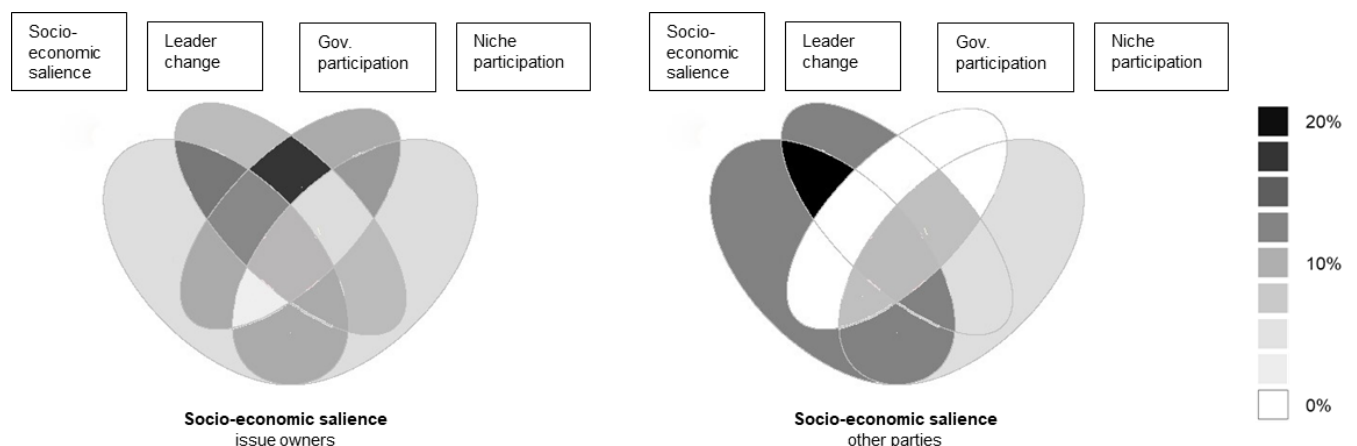 Socio-
economic
salience
Leader
change
Gov.
participation
Niche
participation
Socio-
economic
salience
Leader
change
Gov.
participation
Niche
participation
20%
10%
0%
Socio-economic salience
issue owners
Socio-economic salience
other parties